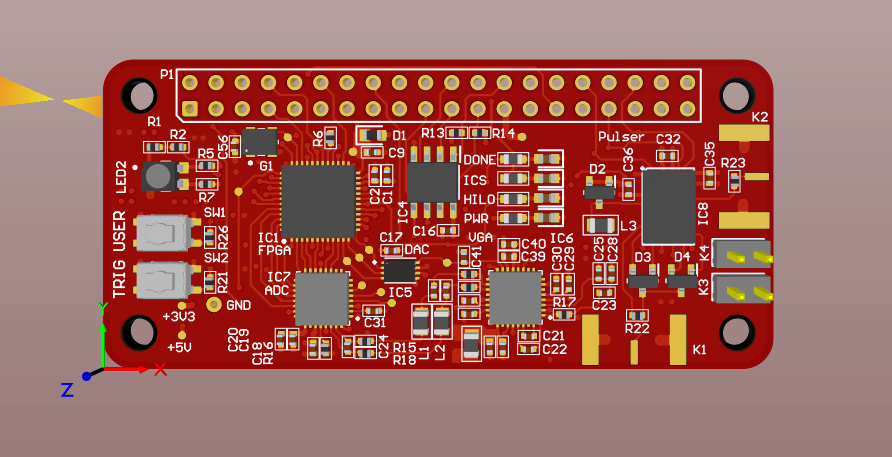 P1
K2
R1
R2
C56
G1
R6
D1
C9
R13
R14
Pulser
C32
LED2
R5
R7
C2
C1
IC4
DONE
ICS
HILO
PWR
D2
C36
C35
R23
IC8
TRIG USER
SW1
R26
SW2
R21
IC1
FPGA
C16
VGA
L3
C17
DAC
C41
C40
C39
IC6
C30
C29
C25
C28
K4
K3
IC7
ADC
IC5
D3
D4
C23
GND
+3V3
+5V
C31
R17
R22
C20
C19
C18
R16
C24
R15
R18
L1
L2
C21
C22
K1
Y
X
Z